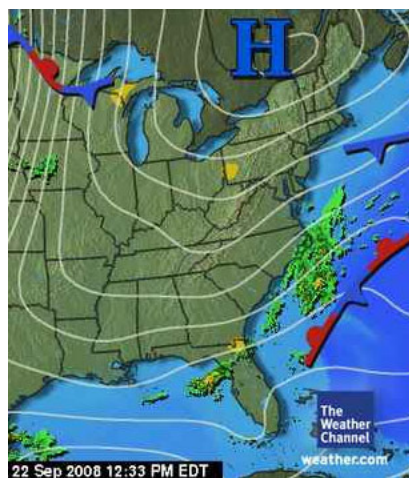 H
The
Weather
Channel
weather.com
22 Sep 2008 12:33 PM EDT